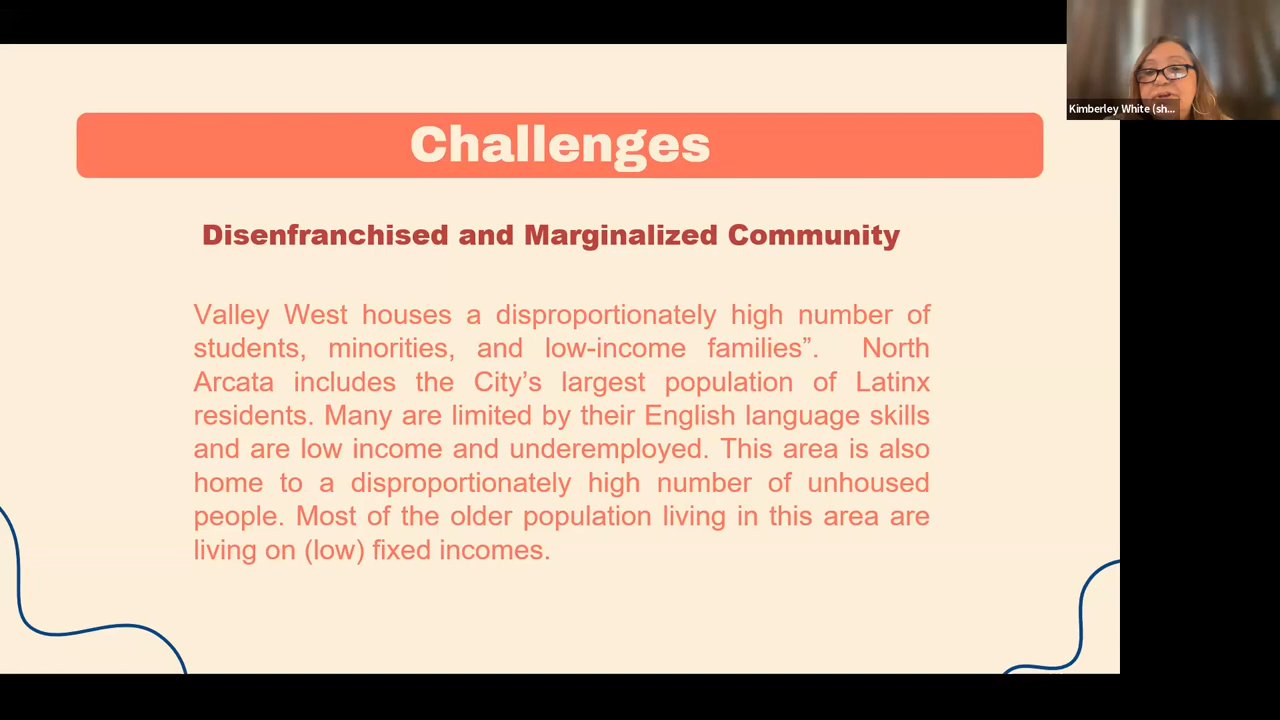 Challenges
Disenfranchised and Marginalized Community
Valley West houses a disproportionately high number of
students, minorities, and low-income families”. North
Arcata includes the City’s largest population of Latinx
residents. Many are limited by their English language skills
and are low income and underemployed. This area is also
home to a disproportionately high number of unhoused
people. Most of the older population living in this area are
living on (low) fixed incomes.
Kimberley White (sh...